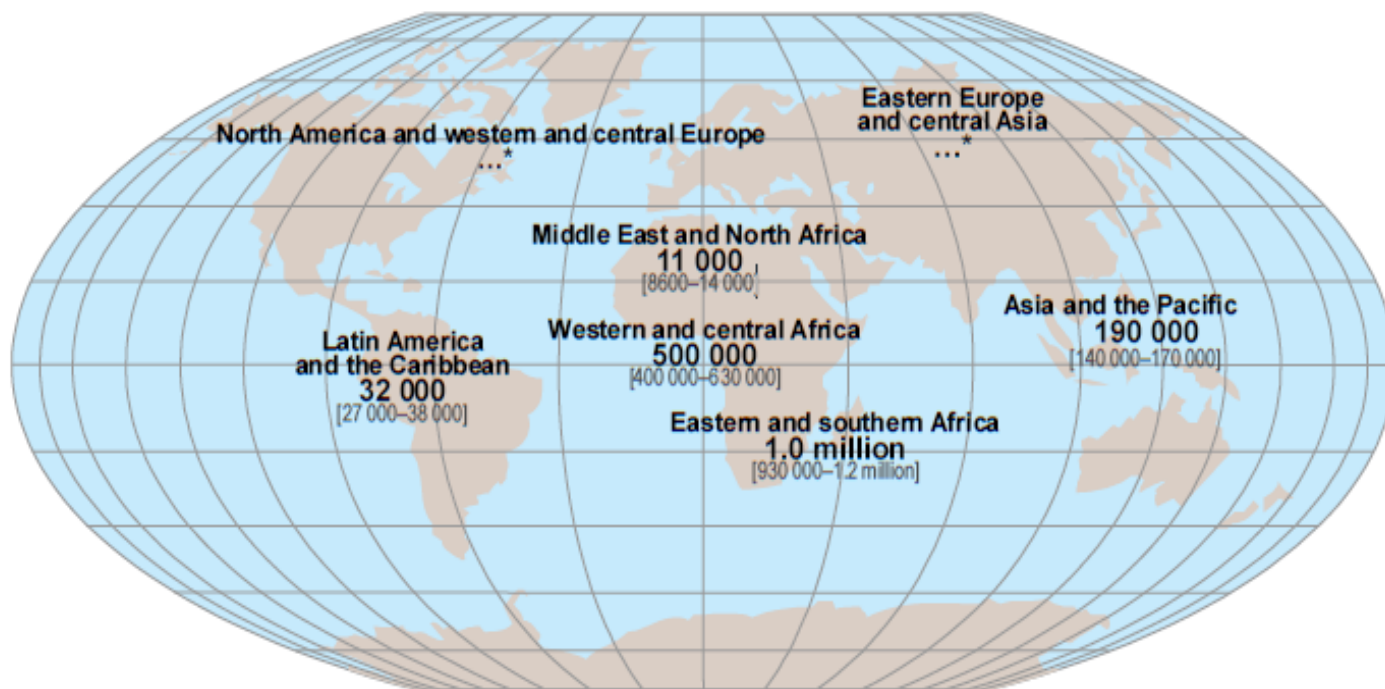 Eastern Europe
and central Asia
...*
North America and western and central Europe
...*
Middle East and North Africa
11 000
[8600–14 000]
Asia and the Pacific
190 000
[140 000–170 000]
Western and central Africa
500 000
[400 000–630 000]
Latin America
and the Caribbean
32 000
[27 000–38 000]
Eastern and southern Africa
1.0 million
[930 000–1.2 million]